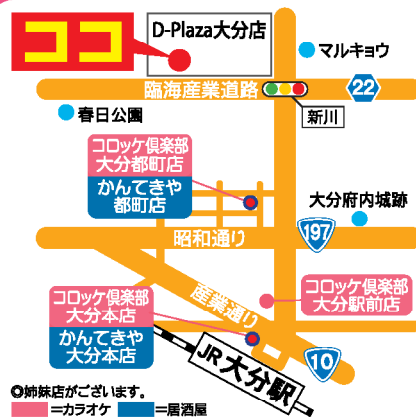 ココ
D-Plaza大分店
マルキョウ
臨海産業道路
22
新川
春日公園
コロッケ倶楽部
大分都町店
かんてきや
都町店
大分府内城跡
昭和通り
197
産業通り
コロッケ倶楽部
大分駅前店
コロッケ倶楽部
大分本店
かんてきや
大分本店
JR大分駅
10
◎姉妹店がございます。
=カラオケ
=居酒屋